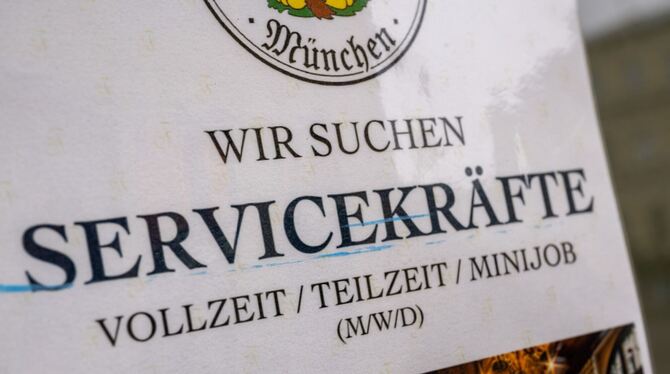 · München ·
WIR SUCHEN
SERVICEKRÄFTE
VOLLZEIT / TEILZEIT / MINIJOB
(M/W/D)